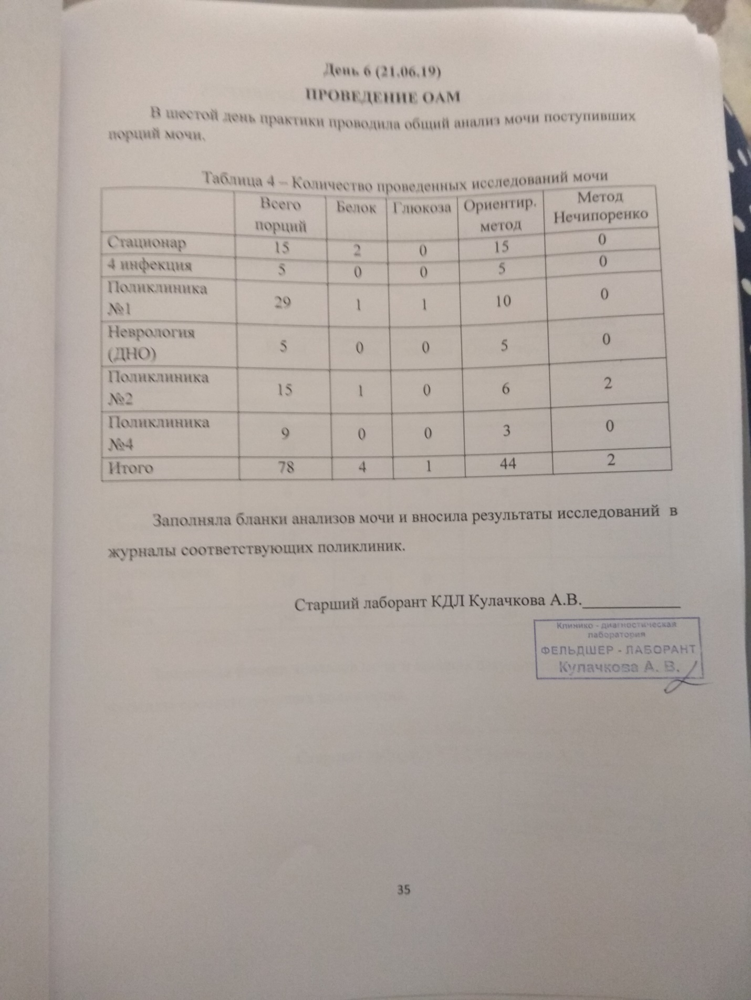 День 6 (21.06.19)
ПРОВЕДЕНИЕ ОАМ
В шестой день практики проводила общий анализ мочи поступивших
порций мочи.
Таблица 4 – Количество проведенных исследований мочи
Всего порций Белок Глюкоза Ориентир. метод Метод Нечипоренко
Стационар 15 2 0 15 0
4 инфекция 5 0 0 5 0
Поликлиника №1 29 1 1 10 0
Неврология (ДНО) 5 0 0 5 0
Поликлиника №2 15 1 0 6 2
Поликлиника №4 9 0 0 3 0
Итого 78 4 1 44 2
Заполняла бланки анализов мочи и вносила результаты исследований в
журналы соответствующих поликлиник.
Старший лаборант КДЛ Кулачкова А.В.____________
Клинико - диагностическая
лаборатория
ФЕЛЬДШЕР - ЛАБОРАНТ
Кулачкова А. В.
35